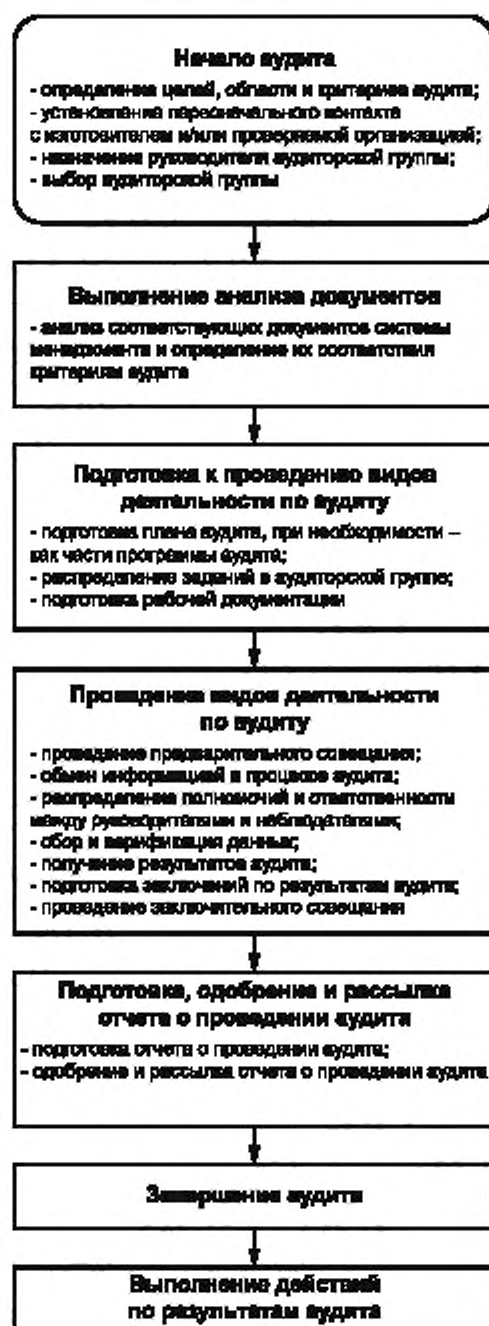 Начало аудита
- определение целей, области и критериев аудита;
- установление первоначального контакта
с изготовителем и/или проверяемой организацией;
- назначение руководителя аудиторской группы;
- выбор аудиторской группы
Выполнение анализа документов
- анализ соответствующих документов системы
менеджмента и определение их соответствия
критериям аудита
Подготовка к проведению видов
деятельности по аудиту
- подготовка плана аудита, при необходимости –
как части программы аудита;
- распределение заданий в аудиторской группе;
- подготовка рабочей документации
Проведение видов деятельности
по аудиту
- проведение предварительного совещания;
- обмен информацией в процессе аудита;
- распределение полномочий и ответственности
между руководителями и наблюдателями;
- сбор и верификация данных;
- получение результатов аудита;
- подготовка заключений по результатам аудита;
- проведение заключительного совещания
Подготовка, одобрение и рассылка
отчета о проведении аудита
- подготовка отчета о проведении аудита;
- одобрение и рассылка отчета о проведении аудита
Завершение аудита
Выполнение действий
по результатам аудита